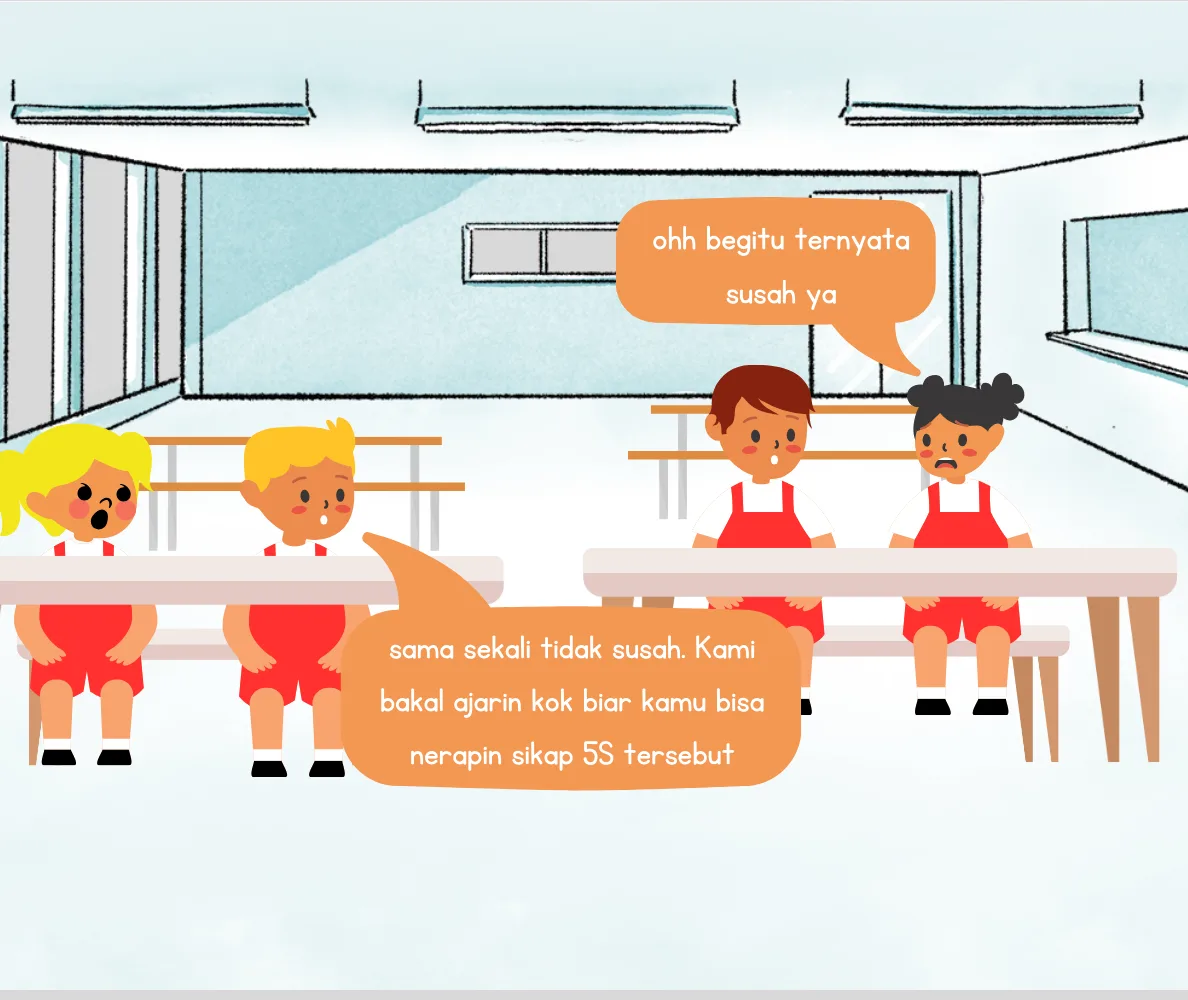 ohh begitu ternyata
susah ya
sama sekali tidak susah. Kami
bakal ajarin kok biar kamu bisa
nerapin sikap 5S tersebut